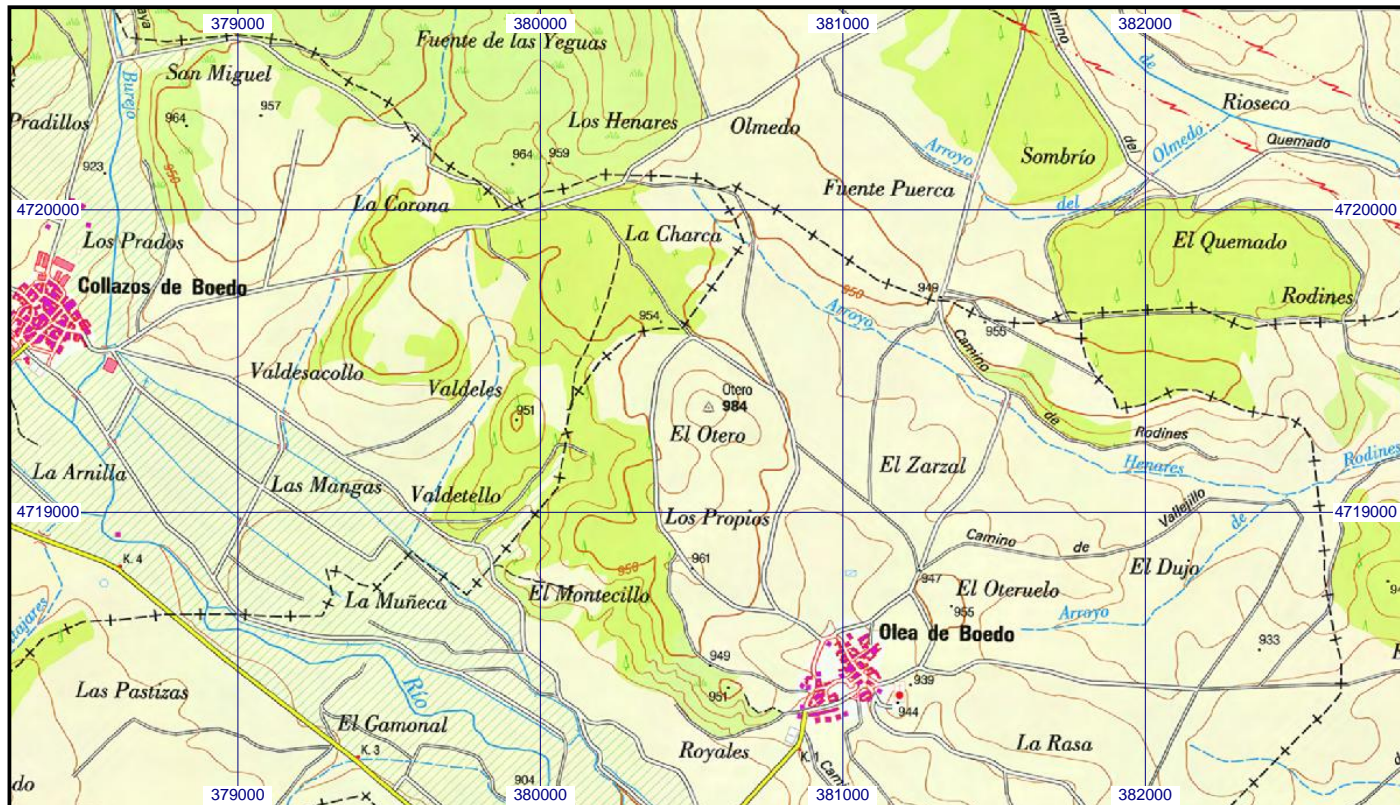 379000
380000
381000
382000
Fuente de las Yeguas
San Miguel
Burejo
964
957
Pradillos
923
950
Los Henares
Olmedo
964
959
Camino
del
de
Rioseco
Quemado
Arroyo
del
Olmedo
Sombrío
Fuente Puerca
La Corona
4720000
4720000
Los Prados
La Charca
El Quemado
Collazos de Boedo
954
950
Arroyo
949
955
Rodines
Valdesacollo
Valdeles
Camino
de
Rodines
951
Otero
984
El Otero
La Arnilla
Las Mangas
Valdetello
El Zarzal
Henares
Rodines
4719000
4719000
Los Propios
Camino
de
Vallejillo
de
K. 4
950
961
947
El Dujo
La Muñeca
El Montecillo
El Oteruelo
955
Arroyo
933
Olea de Boedo
949
951
939
944
Las Pastizas
Río
El Gamonal
K. 3
904
Royales
K. 1
La Rasa
379000
380000
381000
382000